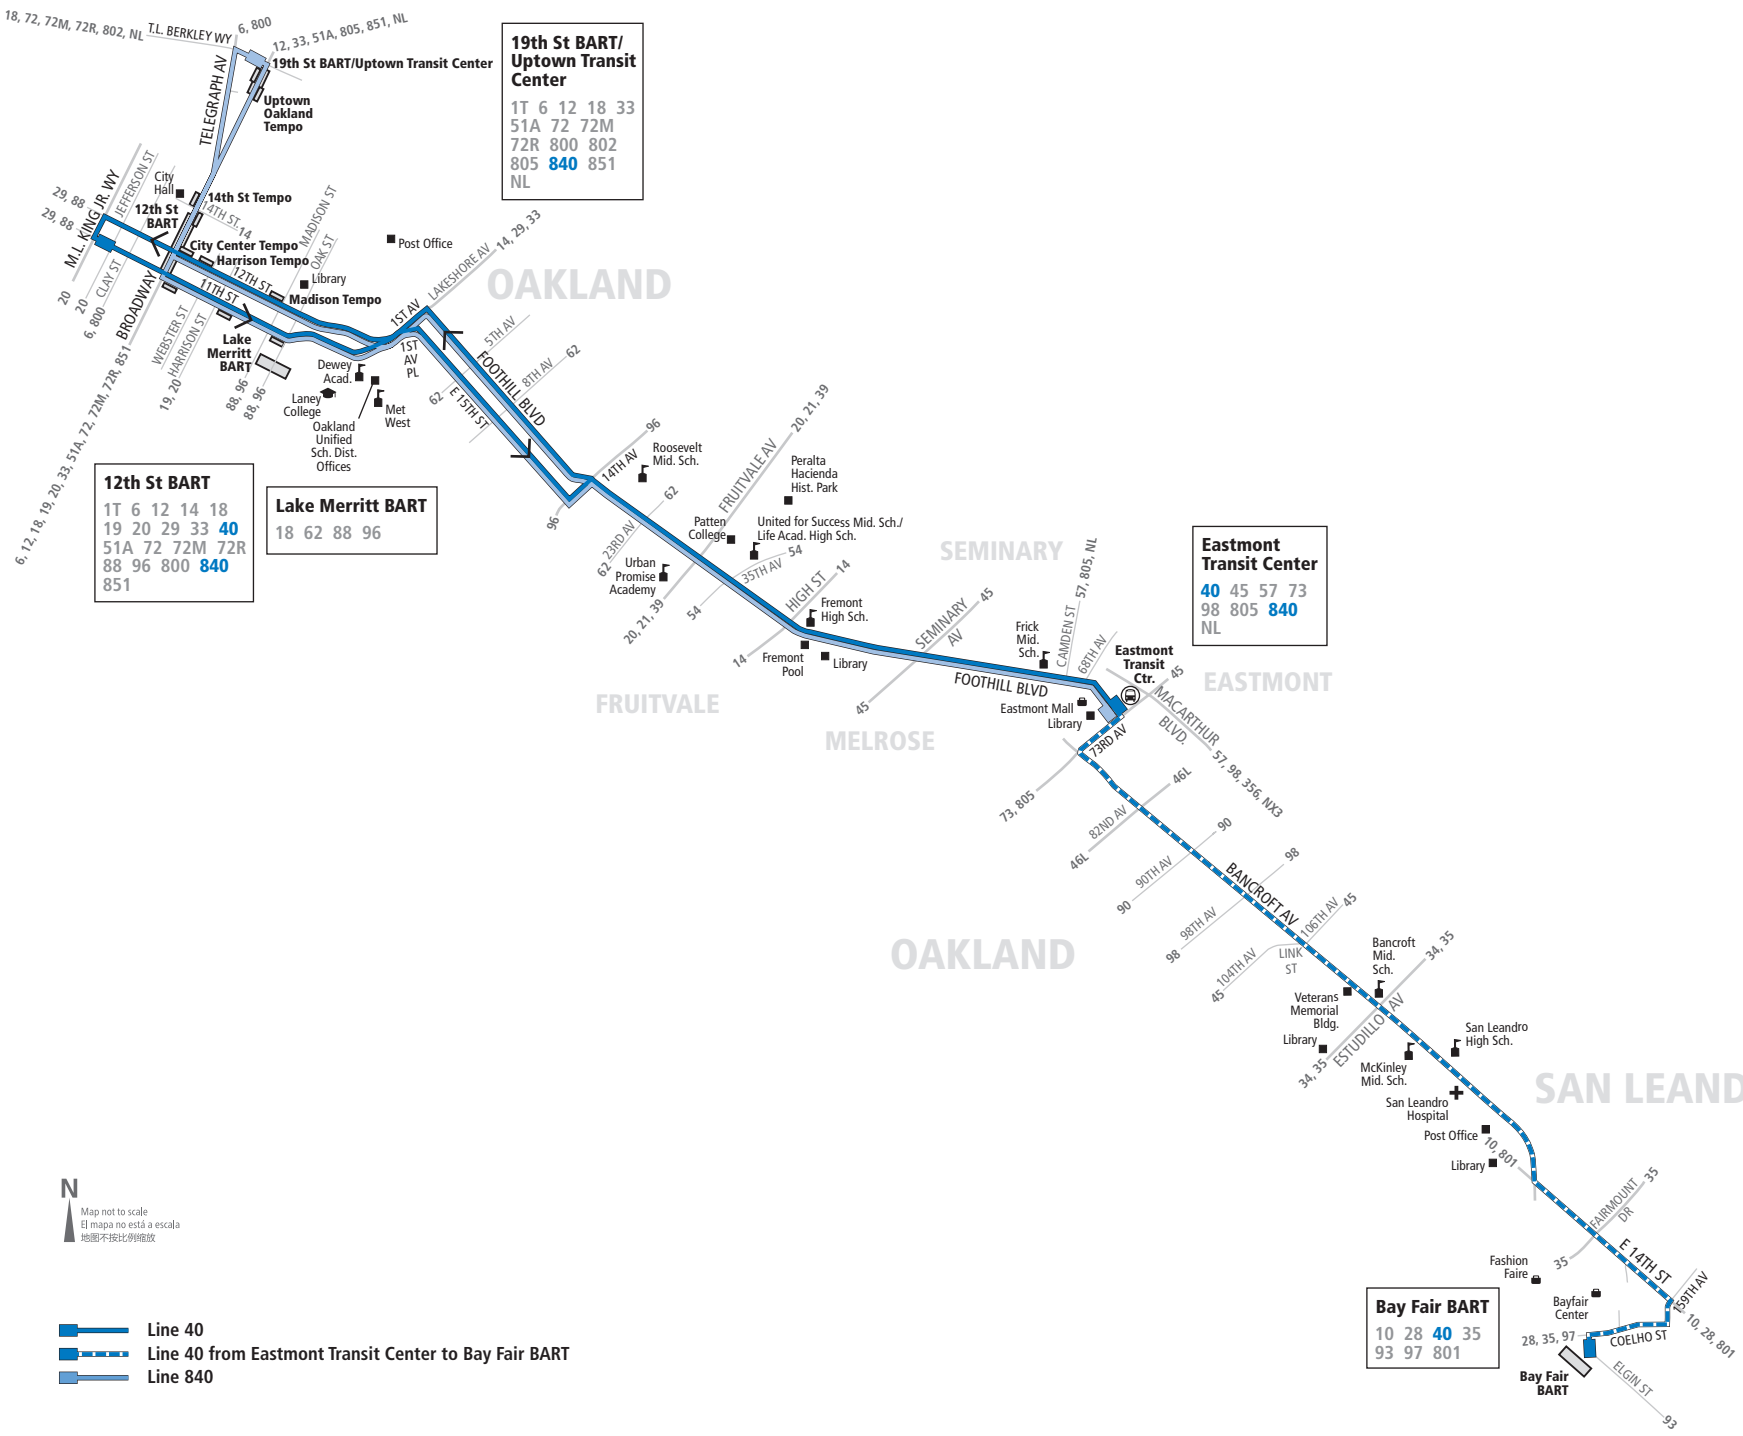 18, 72, 72M, 72R, 802, NL
T.L. BERKLEY WY
6, 800
12, 33, 51A, 805, 851, NL
19th St BART/Uptown Transit Center
TELEGRAPH AV
Uptown
Oakland
Tempo
19th St BART/
Uptown Transit
Center
1T 6 12 18 33
51A 72 72M
72R 800 802
805 840 851
NL
29, 88
29, 88
M.L. KING JR. WY
JEFFERSON ST
City
Hall
14th St Tempo
14TH ST
14
12th St
BART
City Center Tempo
Harrison Tempo
MADISON ST
OAK ST
Library
Madison Tempo
12TH ST
11TH ST
20
20
CLAY ST
6, 800
BROADWAY
WEBSTER ST
HARRISON ST
19, 20
6, 12, 18, 19, 20, 33, 51A, 72, 72M, 72R, 851
Lake
Merritt
BART
88, 96
88, 96
Post Office
LAKESHORE AV
14, 29, 33
OAKLAND
1ST AV
1ST
AV
PL
Dewey
Acad.
Laney
College
Met
West
Oakland
Unified
Sch. Dist.
Offices
FOOTHILL BLVD
E 15TH ST
5TH AV
62
8TH AV
62
12th St BART
1T 6 12 14 18
19 20 29 33 40
51A 72 72M 72R
88 96 800 840
851
Lake Merritt BART
18 62 88 96
96
14TH AV
96
Roosevelt
Mid. Sch.
62
23RD AV
62
Urban
Promise
Academy
20, 21, 39
FRUITVALE AV
20, 21, 39
Peralta
Hacienda
Hist. Park
Patten
College
United for Success Mid. Sch./
Life Acad. High Sch.
54
35TH AV
54
HIGH ST
14
14
Fremont
High Sch.
Fremont
Pool
Library
SEMINARY
SEMINARY
AV
45
45
FRUITVALE
MELROSE
Frick
Mid.
Sch.
CAMDEN ST
57, 805, NL
68TH AV
FOOTHILL BLVD
Eastmont
Transit
Ctr.
45
Eastmont
Transit Center
40 45 57 73
98 805 840
NL
EASTMONT
Eastmont Mall
Library
MACARTHUR
BLVD.
57, 98, 356, NX3
73RD AV
73, 805
46L
82ND AV
46L
90
90TH AV
90
98
98TH AV
98
BANCROFT AV
OAKLAND
45
106TH AV
LINK
ST
104TH AV
45
Bancroft
Mid.
Sch.
34, 35
Veterans
Memorial
Bldg.
Library
ESTUDILLO AV
34, 35
McKinley
Mid. Sch.
San Leandro
High Sch.
SAN LEAND
San Leandro
Hospital
Post Office
10, 801
Library
FAIRMOUNT
DR
35
35
E 14TH ST
Fashion
Faire
Bayfair
Center
159TH AV
10, 28, 801
28, 35, 97
COELHO ST
Bay Fair BART
10 28 40 35
93 97 801
Bay Fair
BART
ELGIN ST
93
N
Map not to scale
El mapa no está a escala
地图不按比例缩放
Line 40
Line 40 from Eastmont Transit Center to Bay Fair BART
Line 840